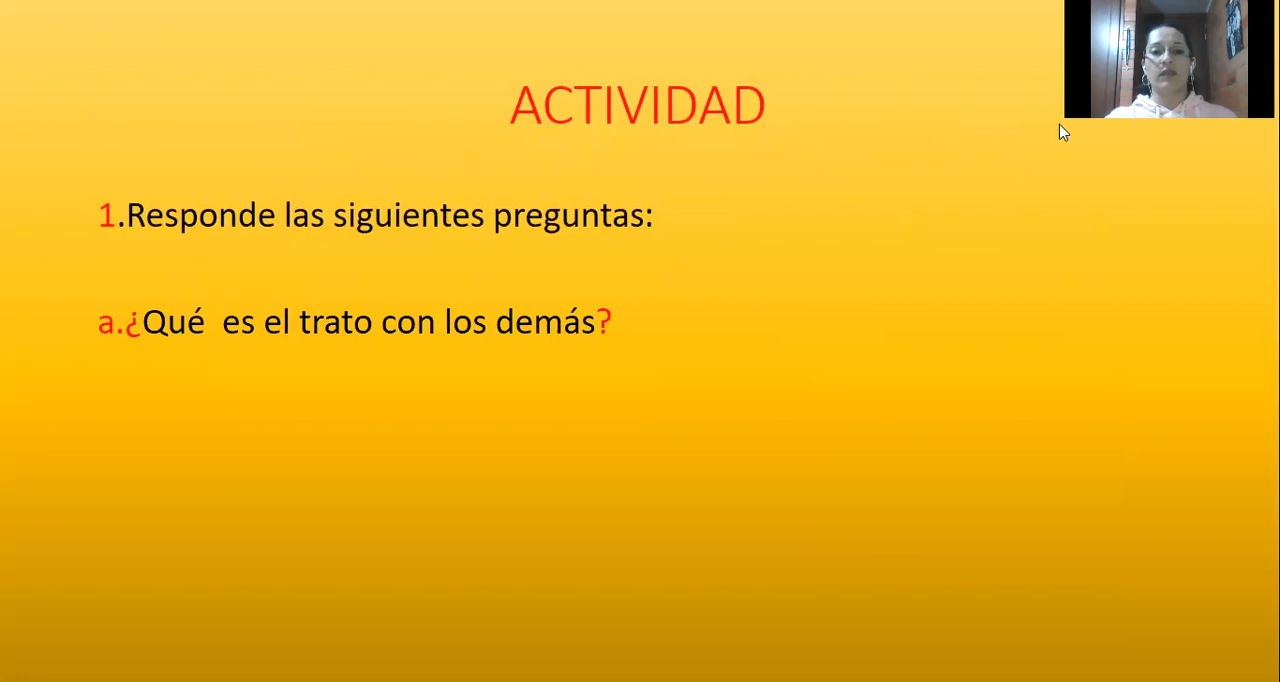 ACTIVIDAD
1.Responde las siguientes preguntas:
a.¿Qué  es el trato con los demás?